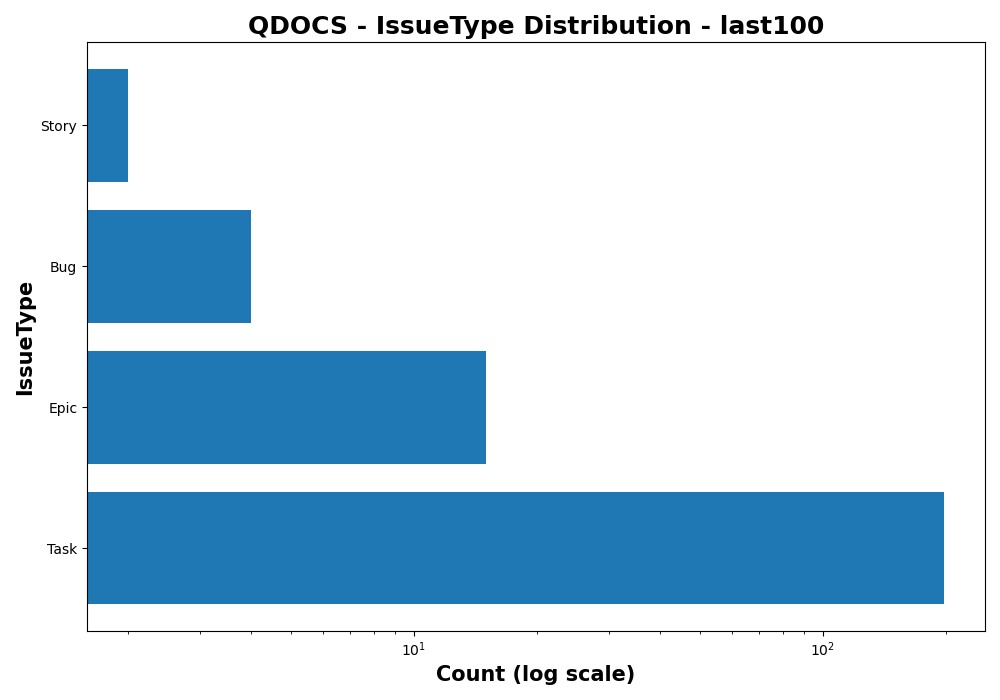 QDOCS - IssueType Distribution - last100
Story
Bug
Epic
Task
IssueType
10¹
10²
Count (log scale)